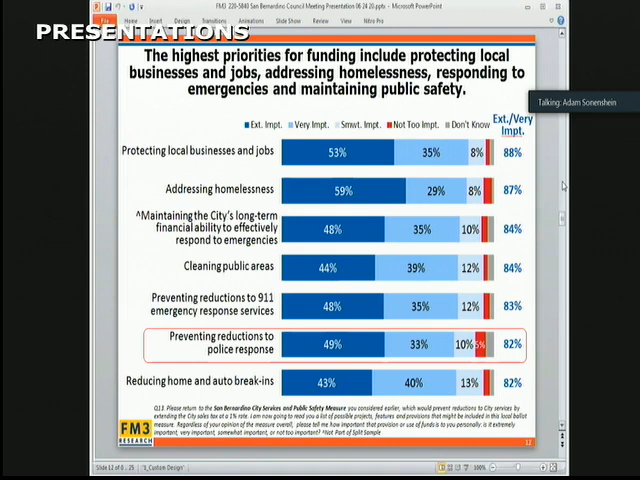 FM3 220-5840 San Bernardino Council Meeting Presentation 06 24 20.pptx - Microsoft PowerPoint
File Home Insert Design Transitions Animations Slide Show Review View Nitro Pro
PRESENTATIONS
The highest priorities for funding include protecting local
businesses and jobs, addressing homelessness, responding to
emergencies and maintaining public safety.
Talking: Adam Sonenshein
Ext. Impt. Very Impt. Smwt. Impt. Not Too Impt. Don't Know Ext./Very
Impt.
Protecting local businesses and jobs 53% 35% 8% 88%
Addressing homelessness 59% 29% 8% 87%
^Maintaining the City's long-term
financial ability to effectively 48% 35% 10% 84%
respond to emergencies
Cleaning public areas 44% 39% 12% 84%
Preventing reductions to 911 48% 35% 12% 83%
emergency response services
Preventing reductions to 49% 33% 10% 5% 82%
police response
Reducing home and auto break-ins 43% 40% 13% 82%
Q13. Please return to the San Bernardino City Services and Public Safety Measure you considered earlier, which would prevent reductions to City services by
extending the City sales tax at a 1% rate. I am now going to read you a list of possible projects, features and provisions that might be included in this local ballot
measure. Regardless of your opinion of the measure overall, please tell me how important that provision or use of funds is to you personally: is it extremely
important, very important, somewhat important, or not too important? ^Not Part of Split Sample
FM3
RESEARCH
12
Slide 12 of 25 "5_Custom Design" 100%